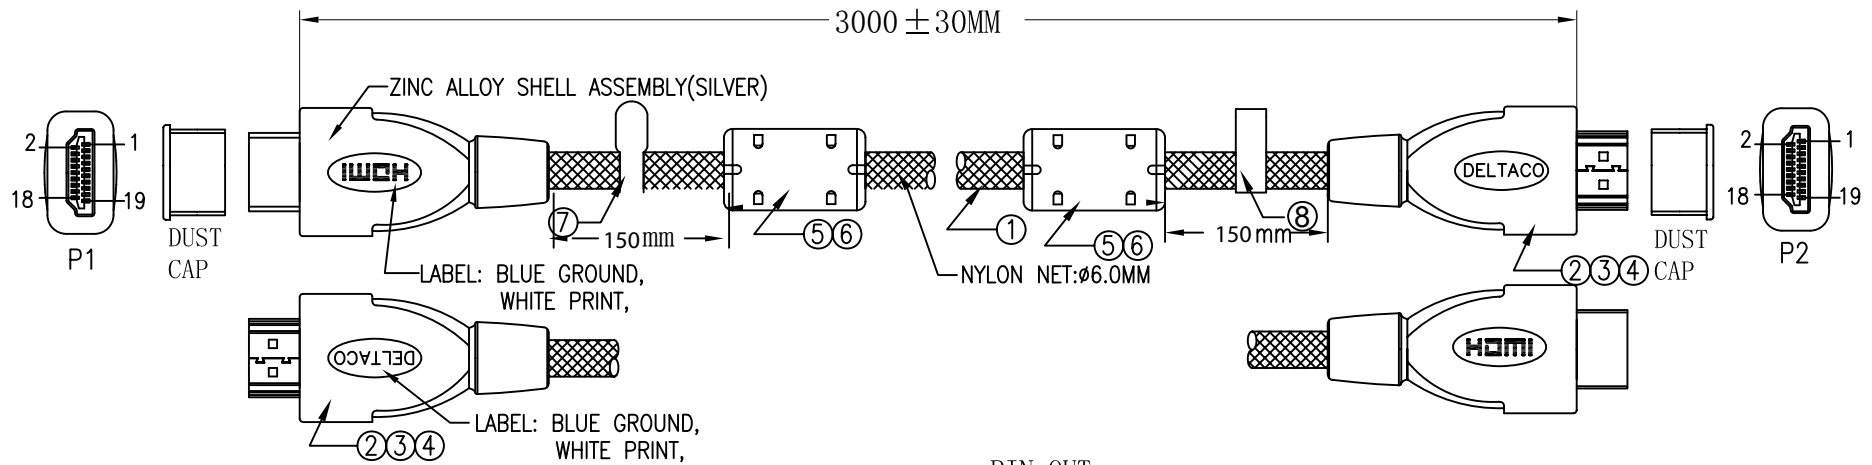 3000±30MM
ZINC ALLOY SHELL ASSEMBLY(SILVER)
2 1
18 19
P1
DUST
CAP
HDMI
7
150mm
5 6
1
5 6
150mm
8
DELTACO
2 3 4
DUST
CAP
2 1
18 19
P2
LABEL: BLUE GROUND,
WHITE PRINT,
NYLON NET:ø6.0MM
DELTACO
HDMI
LABEL: BLUE GROUND,
WHITE PRINT,
2 3 4